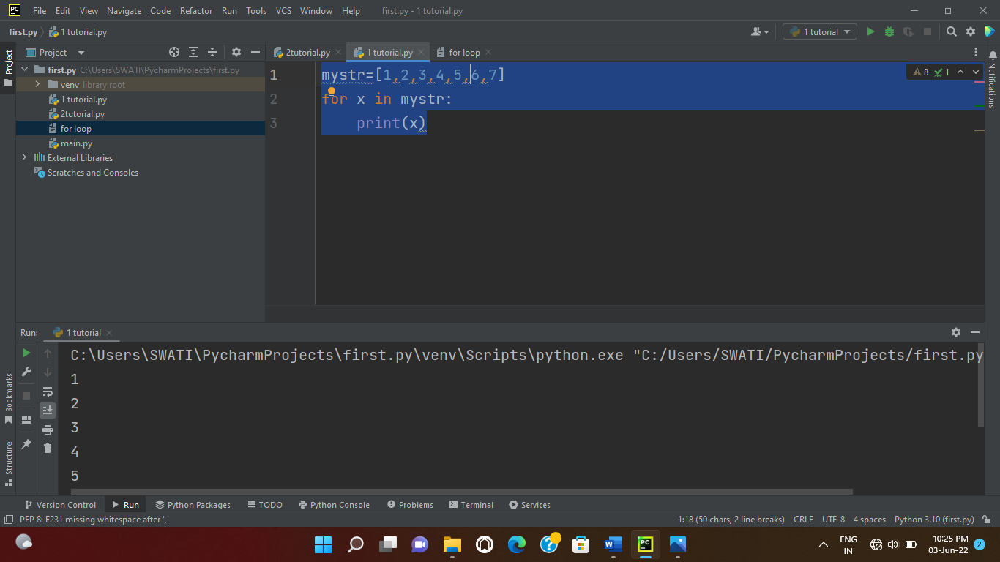 PC File Edit View Navigate Code Refactor Run Tools VCS Window Help first.py - 1 tutorial.py
first.py 1 tutorial.py 1 tutorial
Project 2tutorial.py 1 tutorial.py for loop
Project
first.py C:\Users\SWATI\PycharmProjects\first.py
venv library root
1 tutorial.py
2tutorial.py
for loop
main.py
External Libraries
Scratches and Consoles
1 mystr=[1,2,3,4,5,6,7]
2 for x in mystr:
3 print(x)
8 1
Notifications
Run: 1 tutorial
C:\Users\SWATI\PycharmProjects\first.py\venv\Scripts\python.exe "C:/Users/SWATI/PycharmProjects/first.py
1
2
3
4
5
Bookmarks
Structure
Version Control Run Python Packages TODO Python Console Problems Terminal Services
PEP 8: E231 missing whitespace after ',' 1:18 (50 chars, 2 line breaks) CRLF UTF-8 4 spaces Python 3.10 (first.py)
W PC ENG 10:25 PM
IN 03-Jun-22 2